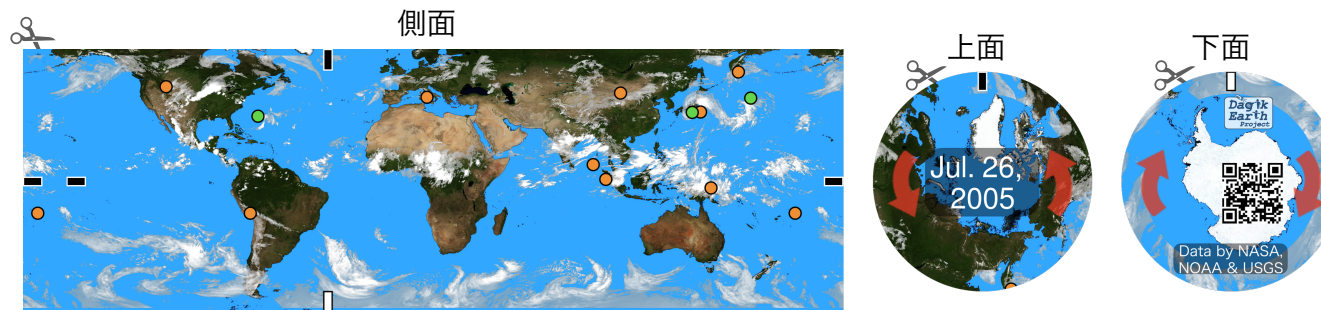 側面
上面
Jul. 26,
2005
下面
Dagik
Earth
Project
Data by NASA,
NOAA & USGS